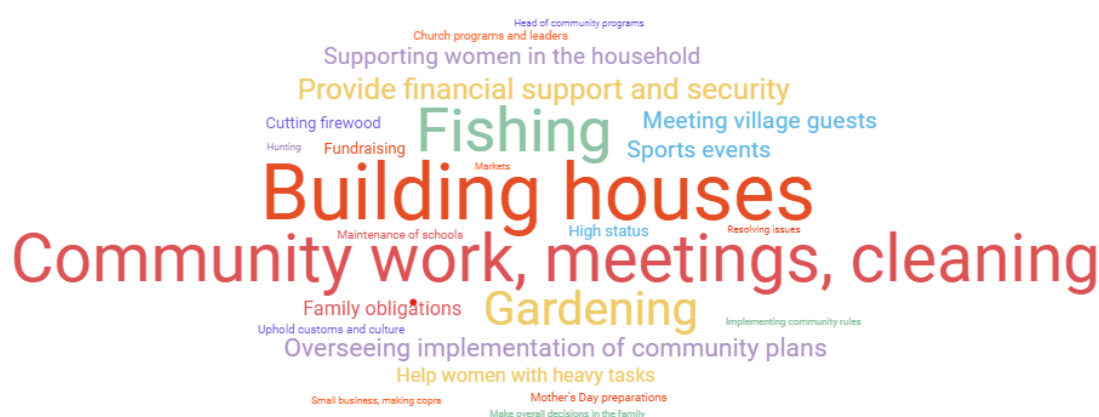 Head of community programs
Church programs and leaders
Supporting women in the household
Provide financial support and security
Fishing
Meeting village guests
Cutting firewood
Hunting
Fundraising
Sports events
Markets
Building houses
Maintenance of schools
High status
Resolving issues
Community work, meetings, cleaning
Family obligations
Gardening
Implementing community rules
Uphold customs and culture
Overseeing implementation of community plans
Help women with heavy tasks
Small business, making copra
Mother's Day preparations
Make overall decisions in the family